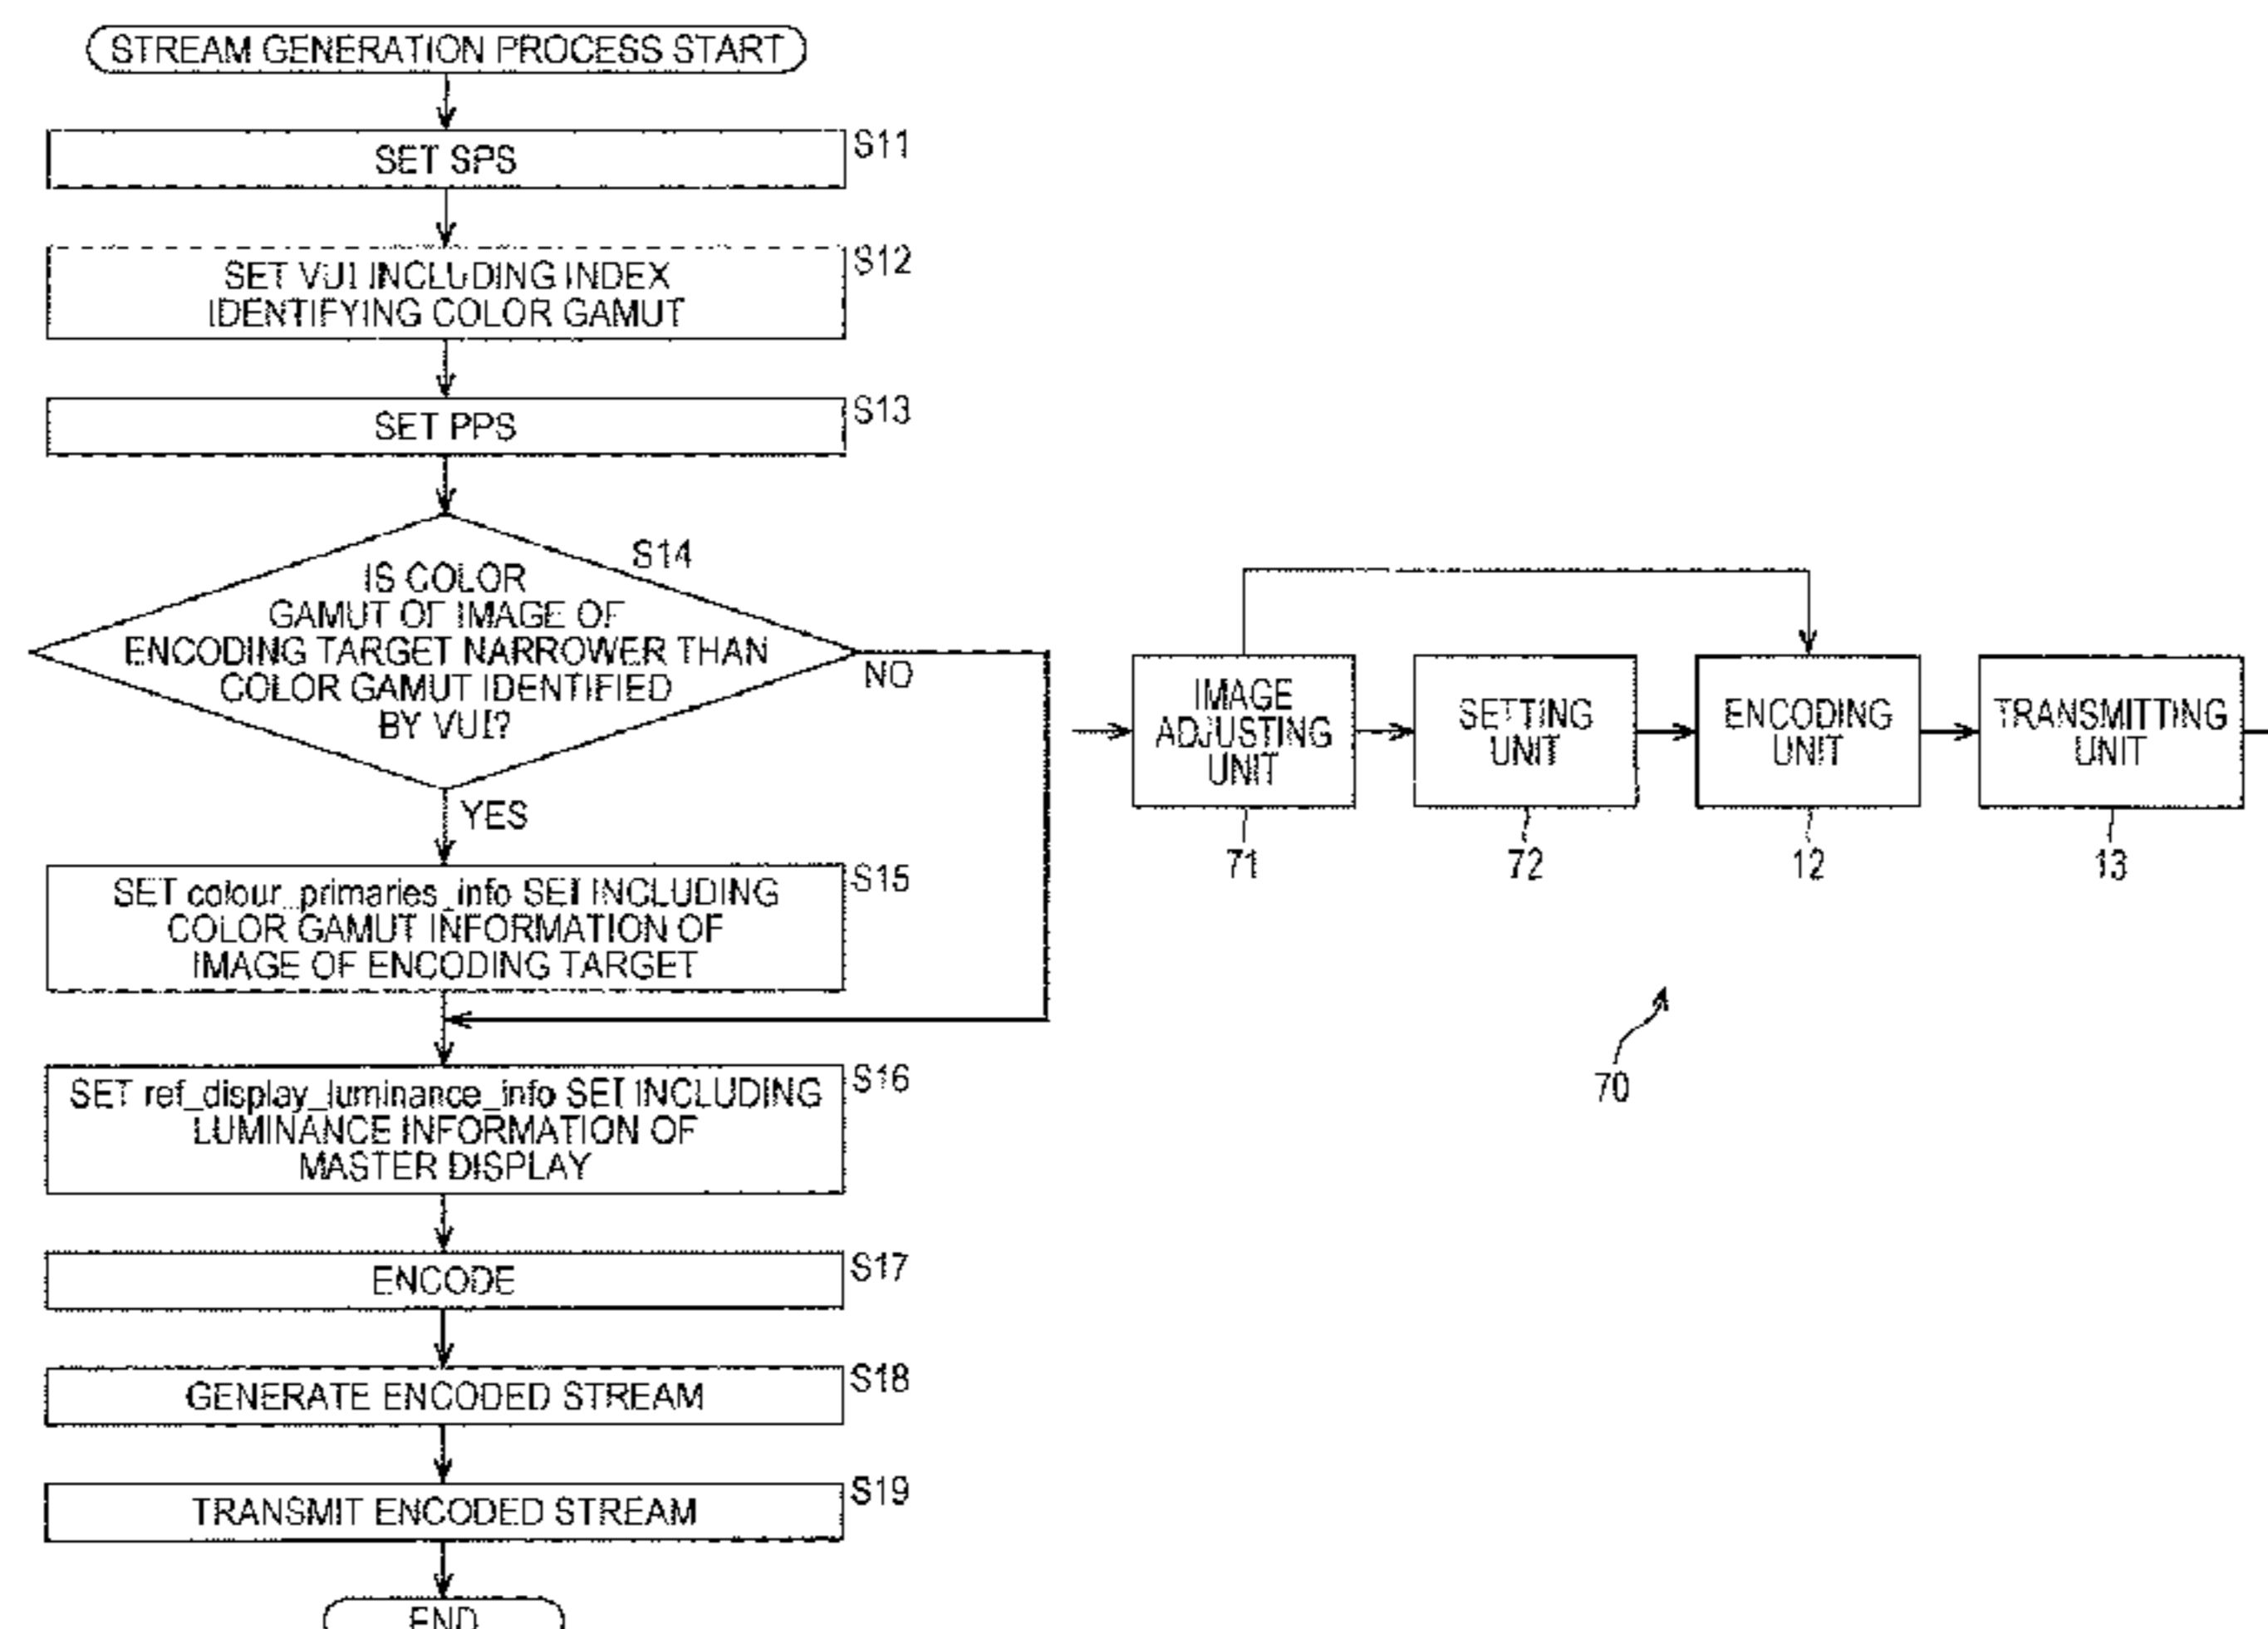 STREAM GENERATION PROCESS START
SET SPS
S11
SET VUI INCLUDING INDEX
IDENTIFYING COLOR GAMUT
S12
SET PPS
S13
IS COLOR
GAMUT OF IMAGE OF
ENCODING TARGET NARROWER THAN
COLOR GAMUT IDENTIFIED
BY VUI?
S14
NO
YES
SET colour_primaries_info SEI INCLUDING
COLOR GAMUT INFORMATION OF
IMAGE OF ENCODING TARGET
S15
SET ref_display_luminance_info SEI INCLUDING
LUMINANCE INFORMATION OF
MASTER DISPLAY
S16
ENCODE
S17
GENERATE ENCODED STREAM
S18
TRANSMIT ENCODED STREAM
S19
END
IMAGE
ADJUSTING
UNIT
71
SETTING
UNIT
72
ENCODING
UNIT
12
TRANSMITTING
UNIT
13
70